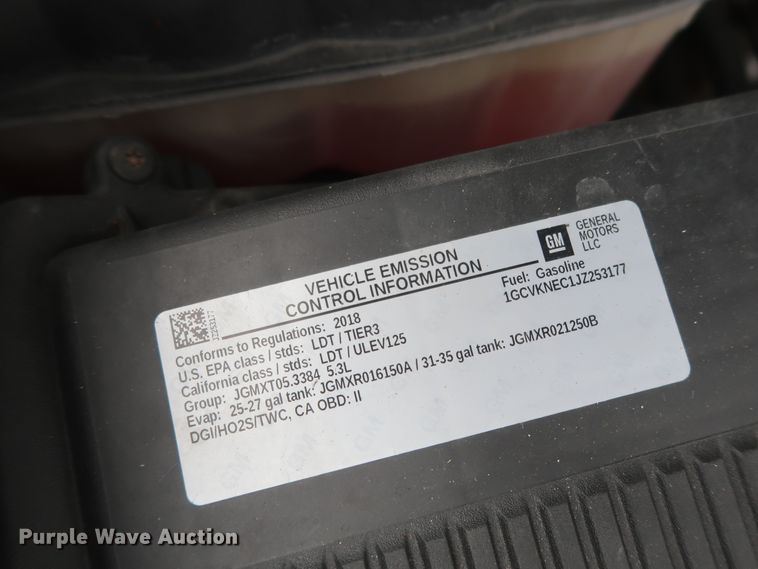 VEHICLE EMISSION
CONTROL INFORMATION
GM
GENERAL
MOTORS
LLC
Fuel: Gasoline
1GCVKNEC1JZ253177
JZ253177
Conforms to Regulations: 2018
U.S. EPA class / stds: LDT / TIER3
California class / stds: LDT / ULEV125
Group: JGMXT05.3384 5.3L
Evap: 25-27 gal tank: JGMXR016150A / 31-35 gal tank: JGMXR021250B
DGI/HO2S/TWC, CA OBD: II
Purple Wave Auction